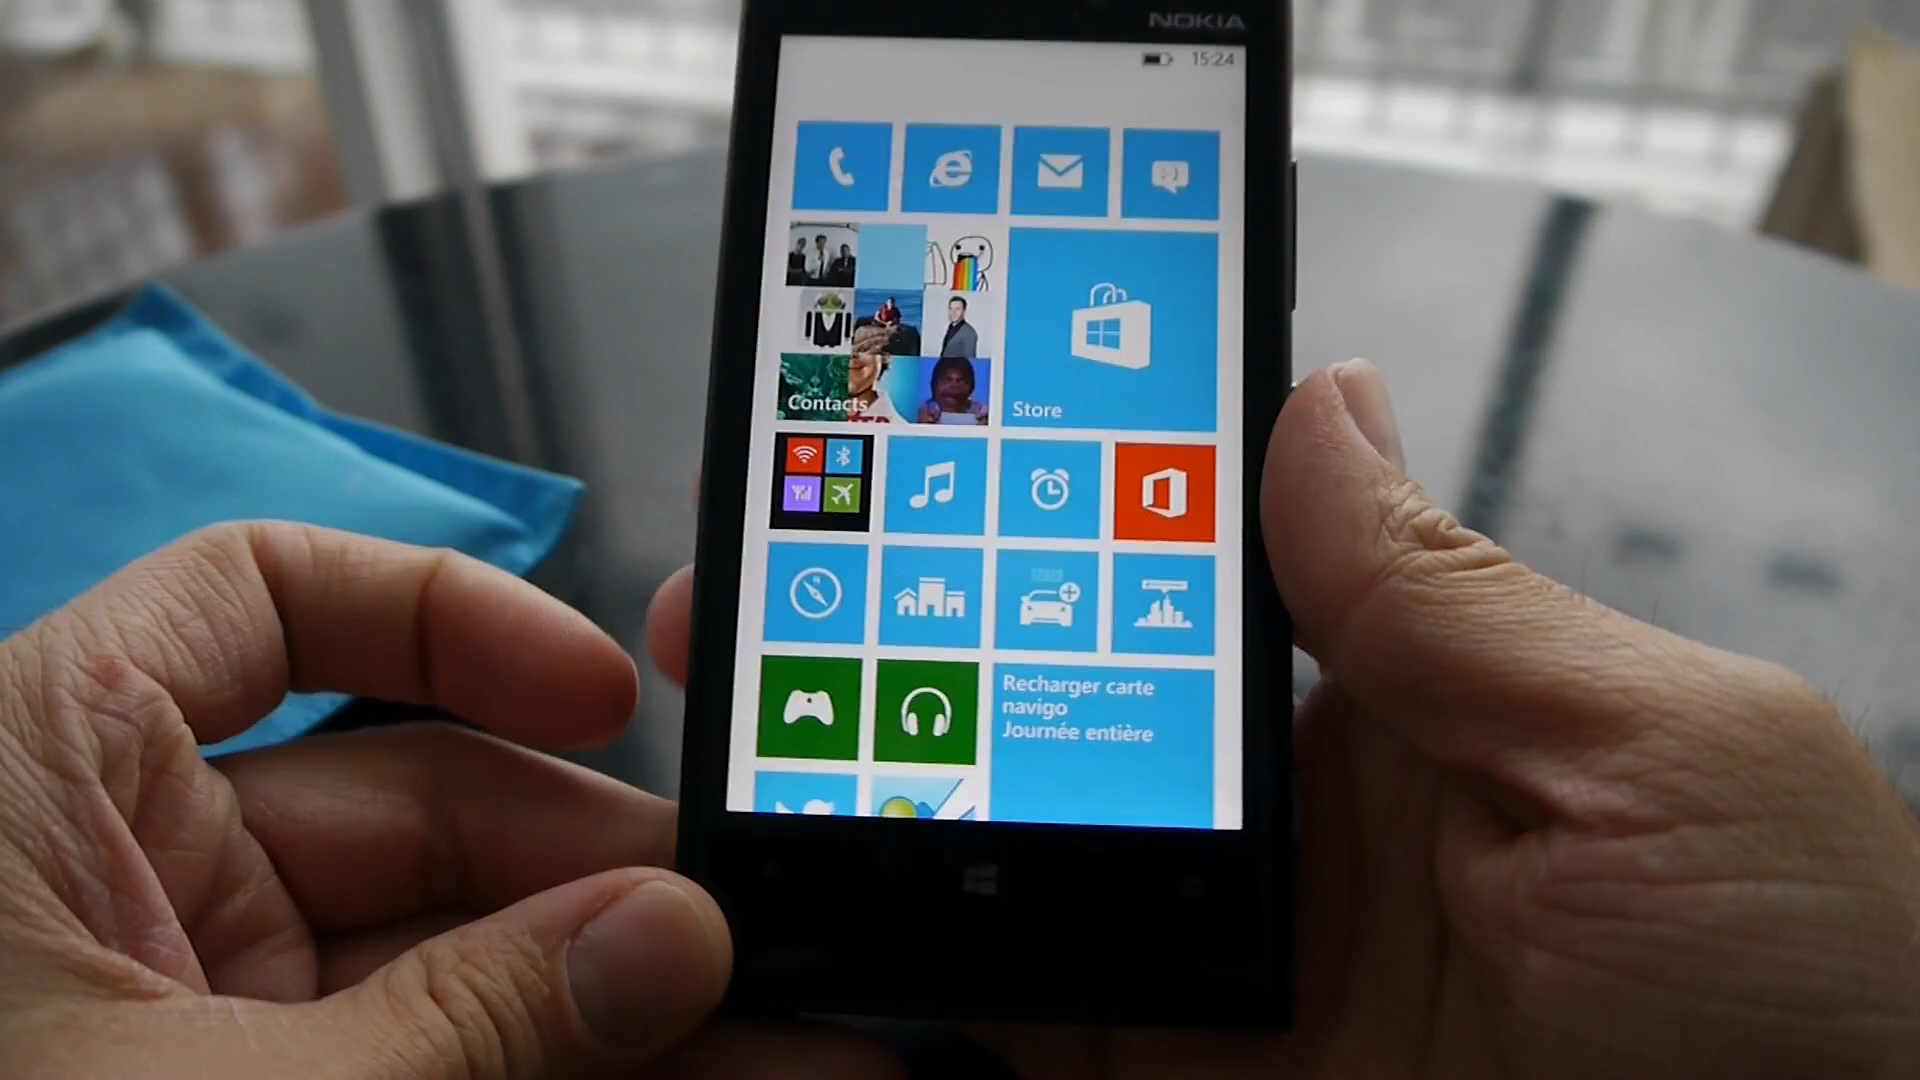 NOKIA
15:24
Contacts
Store
Recharger carte
navigo
Journée entière